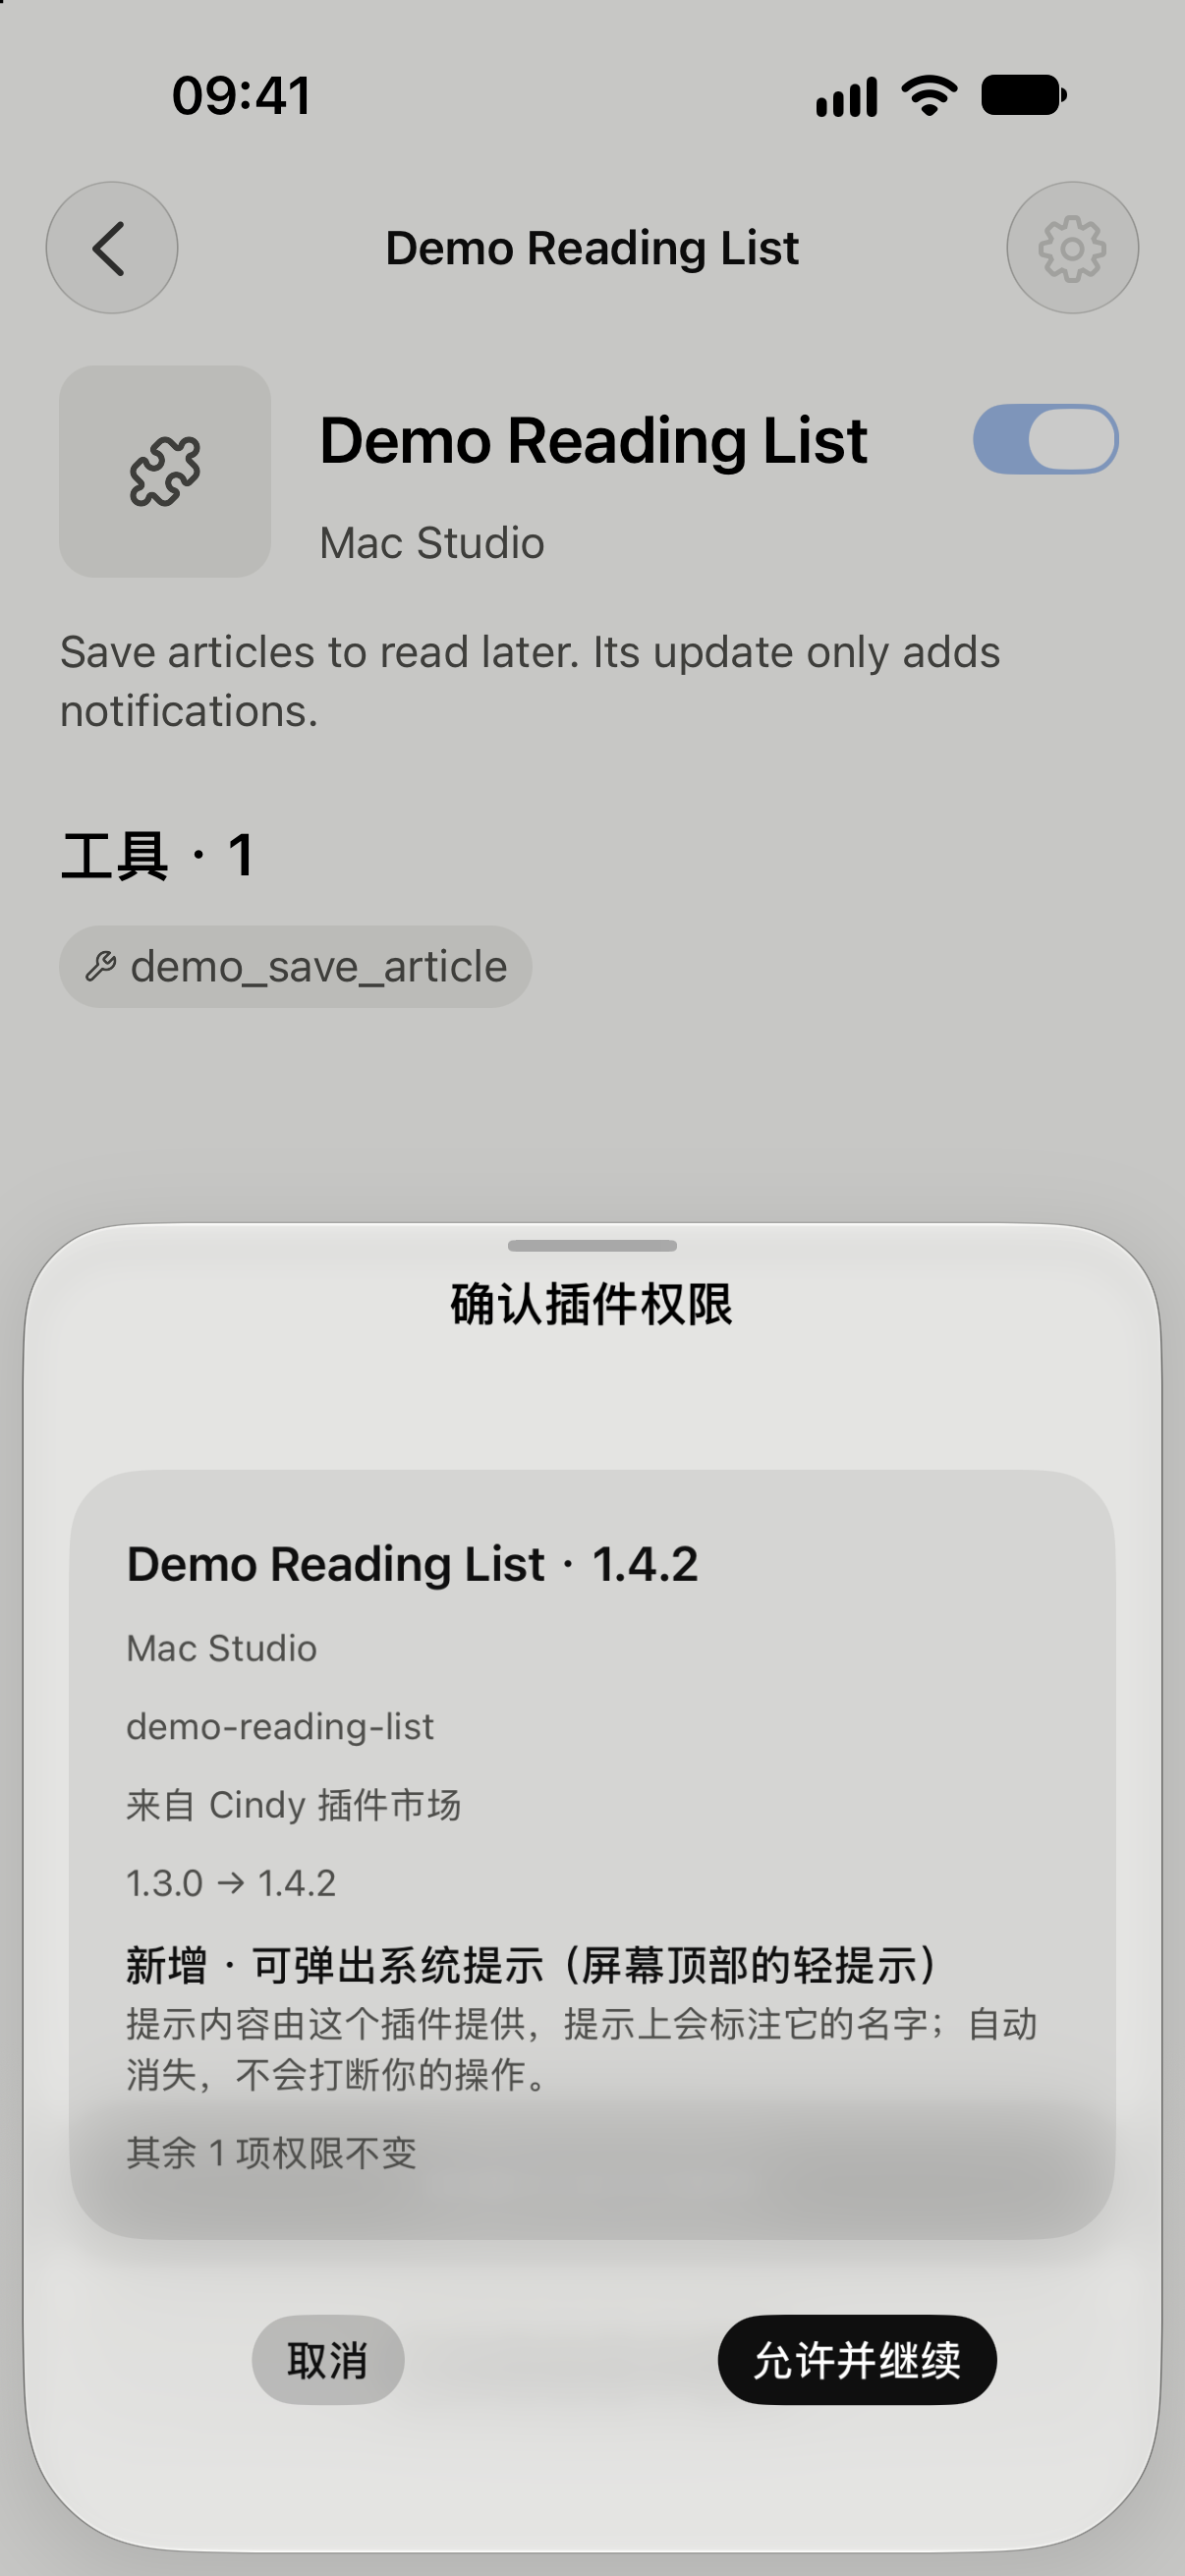 09:41
Demo Reading List
Demo Reading List
Mac Studio
Save articles to read later. Its update only adds
notifications.
工具 · 1
demo_save_article
确认插件权限
Demo Reading List · 1.4.2
Mac Studio
demo-reading-list
来自 Cindy 插件市场
1.3.0 → 1.4.2
新增 · 可弹出系统提示（屏幕顶部的轻提示）
提示内容由这个插件提供，提示上会标注它的名字；自动
消失，不会打断你的操作。
其余 1 项权限不变
取消
允许并继续